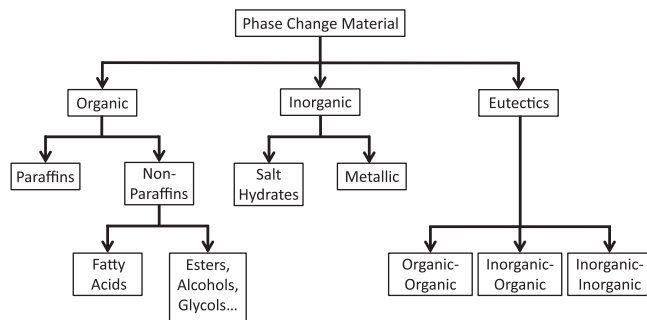 Phase Change Material
Organic
Inorganic
Eutectics
Paraffins
Non-
Paraffins
Salt
Hydrates
Metallic
Fatty
Acids
Esters,
Alcohols,
Glycols...
Organic-
Organic
Inorganic-
Organic
Inorganic-
Inorganic